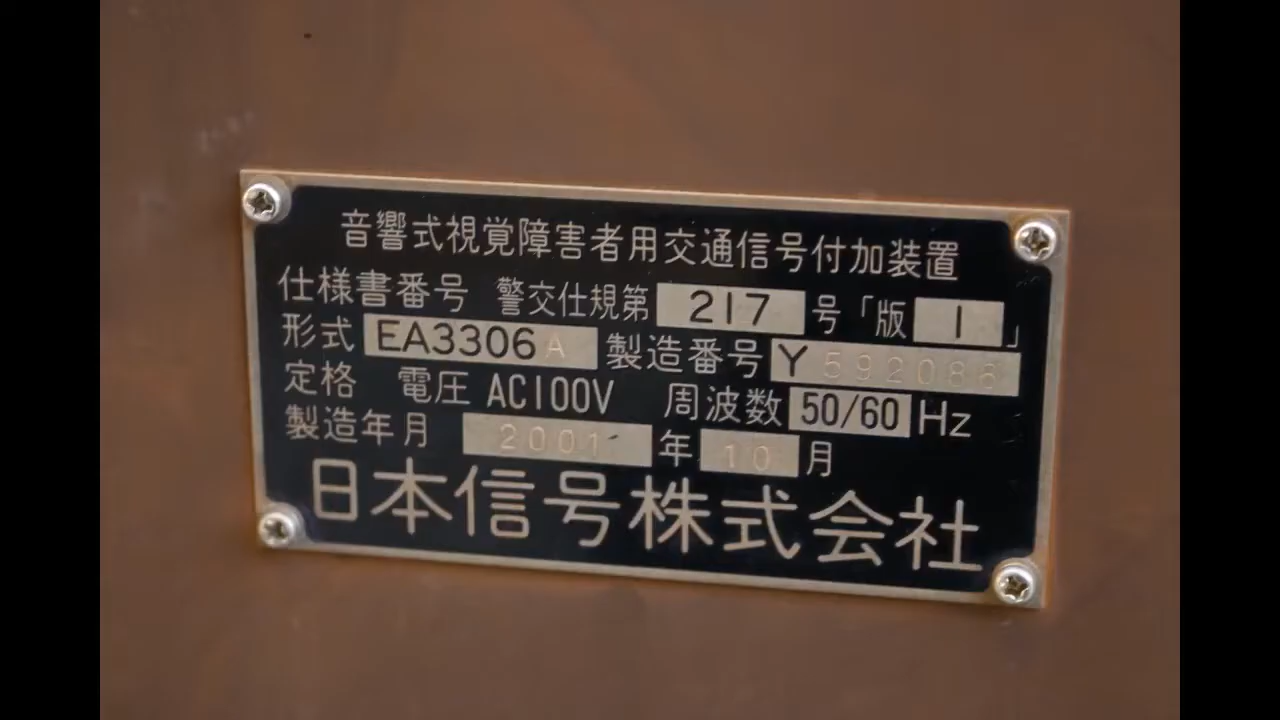 音響式視覚障害者用交通信号付加装置
仕様書番号 警交仕規第 217 号「版 1 」
形式 EA3306A 製造番号 Y592086
定格 電圧 AC100V 周波数 50/60 Hz
製造年月 2001 年 10 月
日本信号株式会社